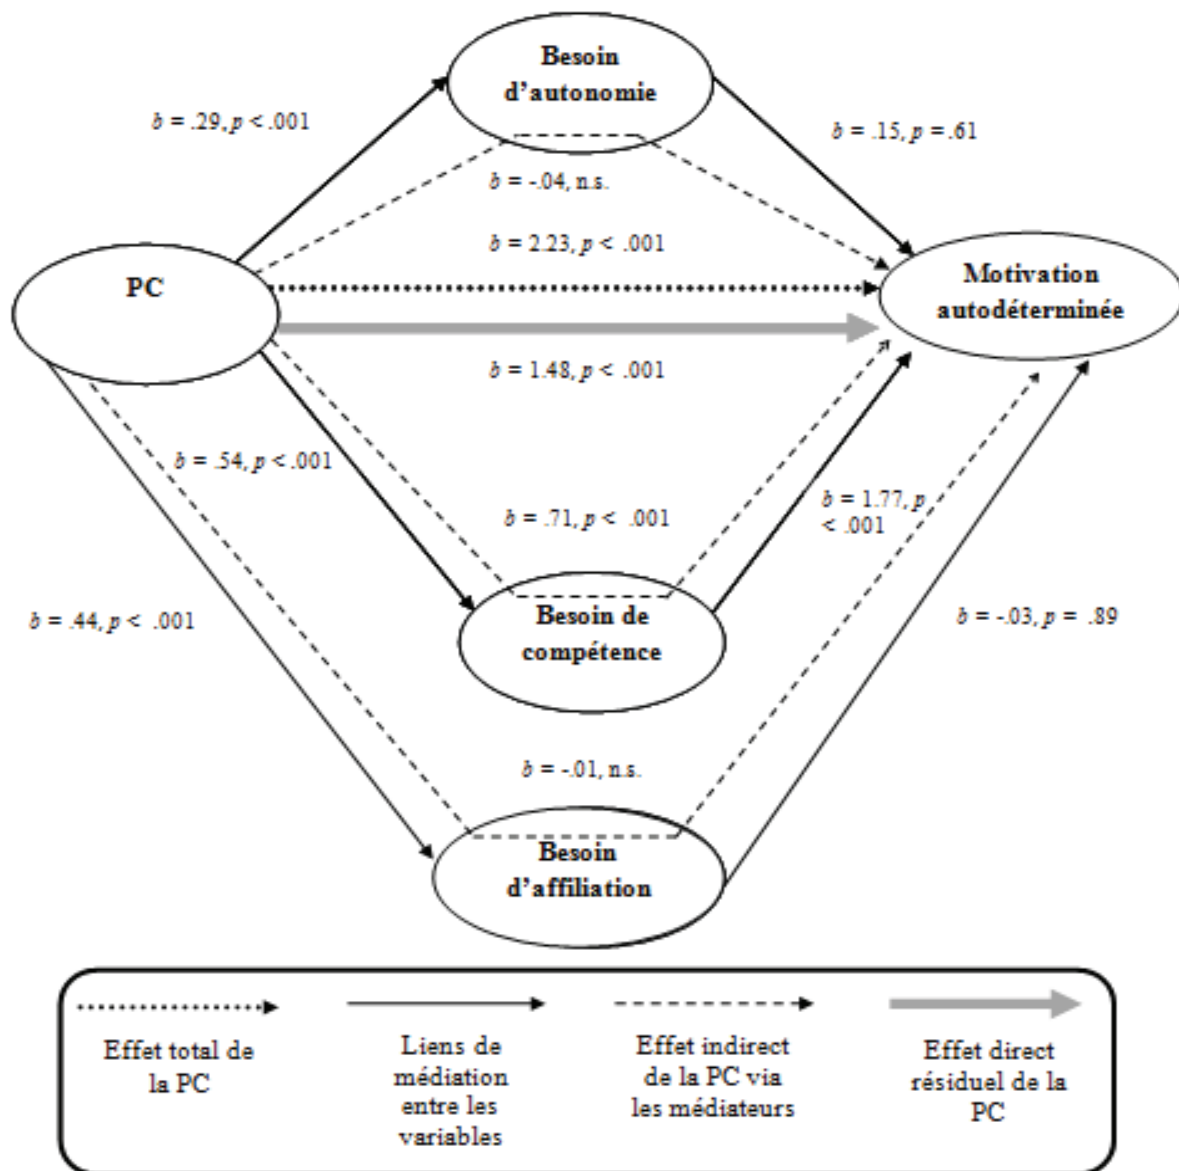 Besoin
d'autonomie
b = .29, p < .001
b = .15, p = .61
b = -.04, n.s.
b = 2.23, p < .001
PC
Motivation
autodéterminée
b = 1.48, p < .001
b = .54, p < .001
b = .71, p < .001
b = 1.77, p
< .001
b = .44, p < .001
Besoin de
compétence
b = -.03, p = .89
b = -.01, n.s.
Besoin
d'affiliation
Effet total de
la PC
Liens de
médiation
entre les
variables
Effet indirect
de la PC via
les médiateurs
Effet direct
résiduel de la
PC